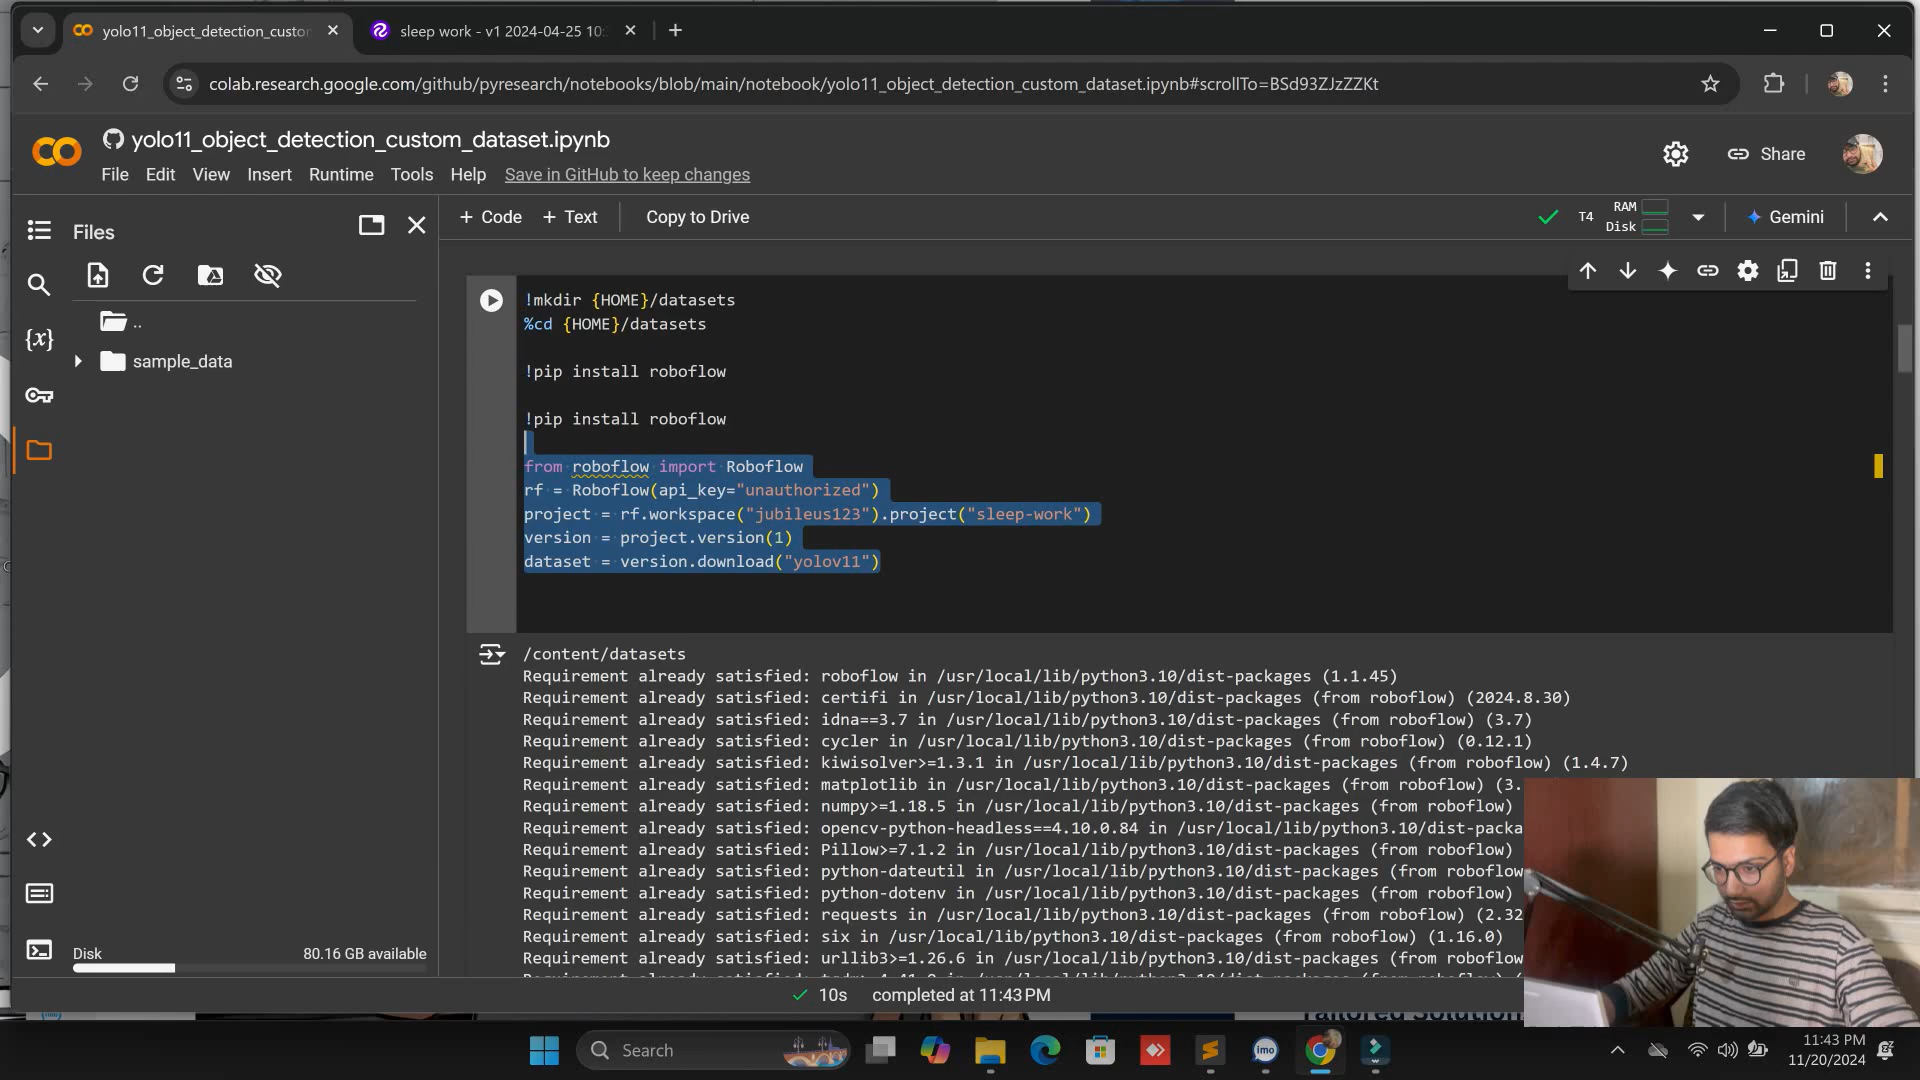 yolo11_object_detection_custo
sleep work - v1 2024-04-25 10:
colab.research.google.com/github/pyresearch/notebooks/blob/main/notebook/yolo11_object_detection_custom_dataset.ipynb#scrollTo=BSd93ZJzZZKt
yolo11_object_detection_custom_dataset.ipynb
Share
File Edit View Insert Runtime Tools Help Save in GitHub to keep changes
Files
+ Code + Text Copy to Drive
T4
RAM
Disk
Gemini
..
sample_data
!mkdir {HOME}/datasets
%cd {HOME}/datasets
!pip install roboflow
!pip install roboflow
from roboflow import Roboflow
rf = Roboflow(api_key="unauthorized")
project = rf.workspace("jubileus123").project("sleep-work")
version = project.version(1)
dataset = version.download("yolov11")
/content/datasets
Requirement already satisfied: roboflow in /usr/local/lib/python3.10/dist-packages (1.1.45)
Requirement already satisfied: certifi in /usr/local/lib/python3.10/dist-packages (from roboflow) (2024.8.30)
Requirement already satisfied: idna==3.7 in /usr/local/lib/python3.10/dist-packages (from roboflow) (3.7)
Requirement already satisfied: cycler in /usr/local/lib/python3.10/dist-packages (from roboflow) (0.12.1)
Requirement already satisfied: kiwisolver>=1.3.1 in /usr/local/lib/python3.10/dist-packages (from roboflow) (1.4.7)
Requirement already satisfied: matplotlib in /usr/local/lib/python3.10/dist-packages (from roboflow) (3.
Requirement already satisfied: numpy>=1.18.5 in /usr/local/lib/python3.10/dist-packages (from roboflow)
Requirement already satisfied: opencv-python-headless==4.10.0.84 in /usr/local/lib/python3.10/dist-packa
Requirement already satisfied: Pillow>=7.1.2 in /usr/local/lib/python3.10/dist-packages (from roboflow)
Requirement already satisfied: python-dateutil in /usr/local/lib/python3.10/dist-packages (from roboflow)
Requirement already satisfied: python-dotenv in /usr/local/lib/python3.10/dist-packages (from roboflow)
Requirement already satisfied: requests in /usr/local/lib/python3.10/dist-packages (from roboflow) (2.32
Requirement already satisfied: six in /usr/local/lib/python3.10/dist-packages (from roboflow) (1.16.0)
Requirement already satisfied: urllib3>=1.26.6 in /usr/local/lib/python3.10/dist-packages (from roboflow
Disk 80.16 GB available
10s completed at 11:43 PM
Search
imo
11:43 PM
11/20/2024